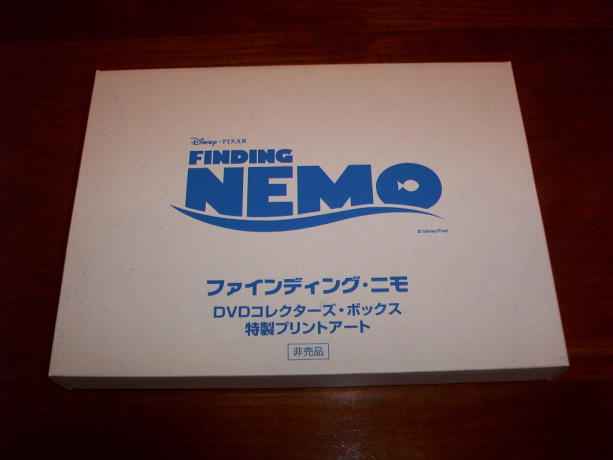 Disney·PIXAR
FINDING
NEMO
© Disney/Pixar
ファインディング・ニモ
DVDコレクターズ・ボックス
特製プリントアート
非売品